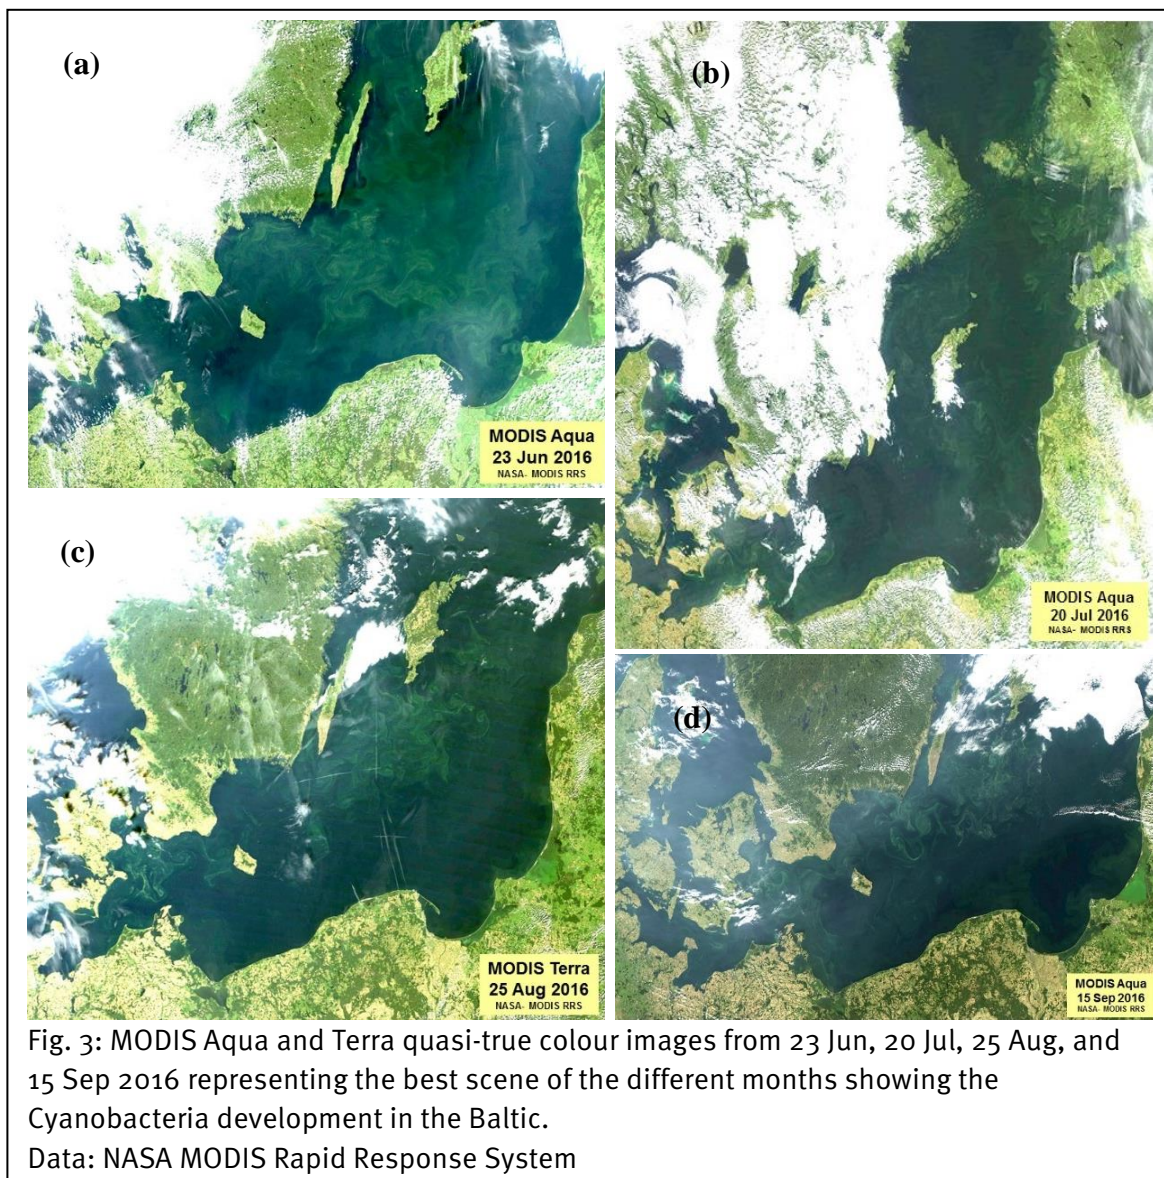 (a)
MODIS Aqua
23 Jun 2016
NASA- MODIS RRS
(b)
MODIS Aqua
20 Jul 2016
NASA- MODIS RRS
(c)
MODIS Terra
25 Aug 2016
NASA- MODIS RRS
(d)
MODIS Aqua
15 Sep 2016
NASA- MODIS RRS
Fig. 3: MODIS Aqua and Terra quasi-true colour images from 23 Jun, 20 Jul, 25 Aug, and
15 Sep 2016 representing the best scene of the different months showing the
Cyanobacteria development in the Baltic.
Data: NASA MODIS Rapid Response System